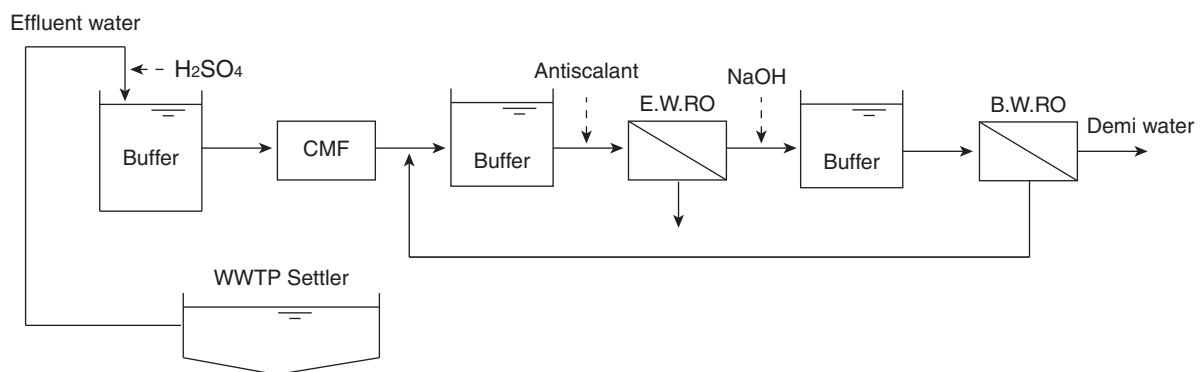 Effluent water
H₂SO₄
Antiscalant
NaOH
E.W.RO
B.W.RO
Demi water
Buffer
CMF
Buffer
Buffer
WWTP Settler